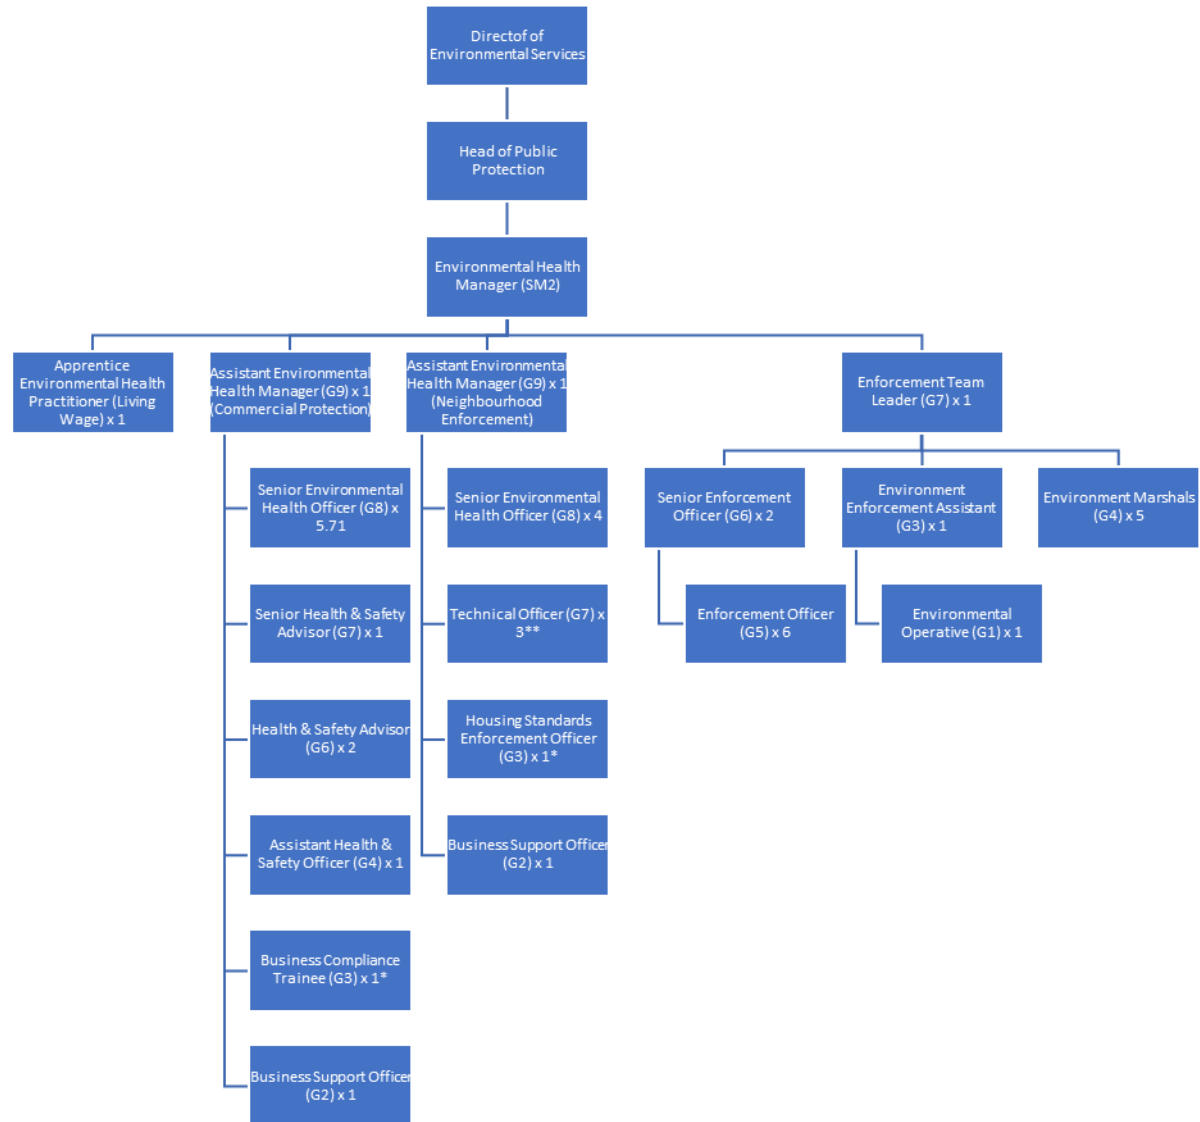 Directof of
Environmental Services
Head of Public
Protection
Environmental Health
Manager (SM2)
Apprentice
Environmental Health
Practitioner (Living
Wage) x 1
Assistant Environmental
Health Manager (G9) x 1
(Commercial Protection)
Assistant Environmental
Health Manager (G9) x 1
(Neighbourhood
Enforcement)
Enforcement Team
Leader (G7) x 1
Senior Environmental
Health Officer (G8) x
5.71
Senior Health & Safety
Advisor (G7) x 1
Health & Safety Advisor
(G6) x 2
Assistant Health &
Safety Officer (G4) x 1
Business Compliance
Trainee (G3) x 1*
Business Support Officer
(G2) x 1
Senior Environmental
Health Officer (G8) x 4
Technical Officer (G7) x
3**
Housing Standards
Enforcement Officer
(G3) x 1*
Business Support Officer
(G2) x 1
Senior Enforcement
Officer (G6) x 2
Enforcement Officer
(G5) x 6
Environment
Enforcement Assistant
(G3) x 1
Environmental
Operative (G1) x 1
Environment Marshals
(G4) x 5